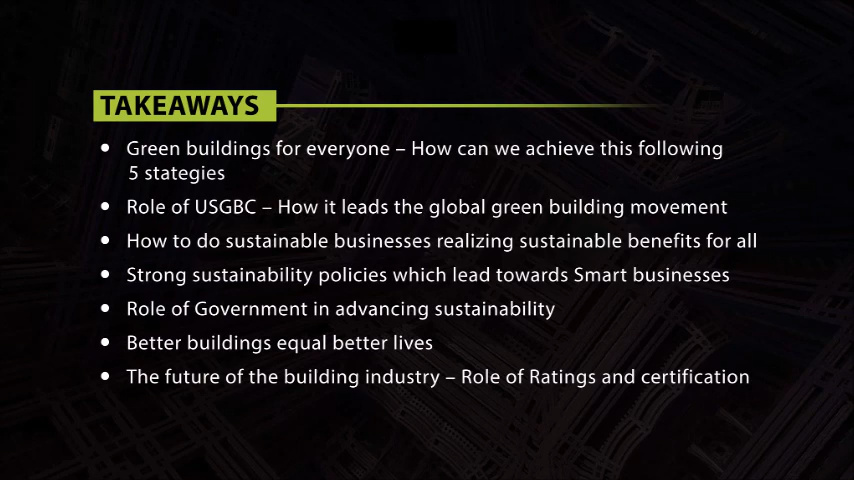 TAKEAWAYS
• Green buildings for everyone – How can we achieve this following
5 stategies
• Role of USGBC – How it leads the global green building movement
• How to do sustainable businesses realizing sustainable benefits for all
• Strong sustainability policies which lead towards Smart businesses
• Role of Government in advancing sustainability
• Better buildings equal better lives
• The future of the building industry – Role of Ratings and certification